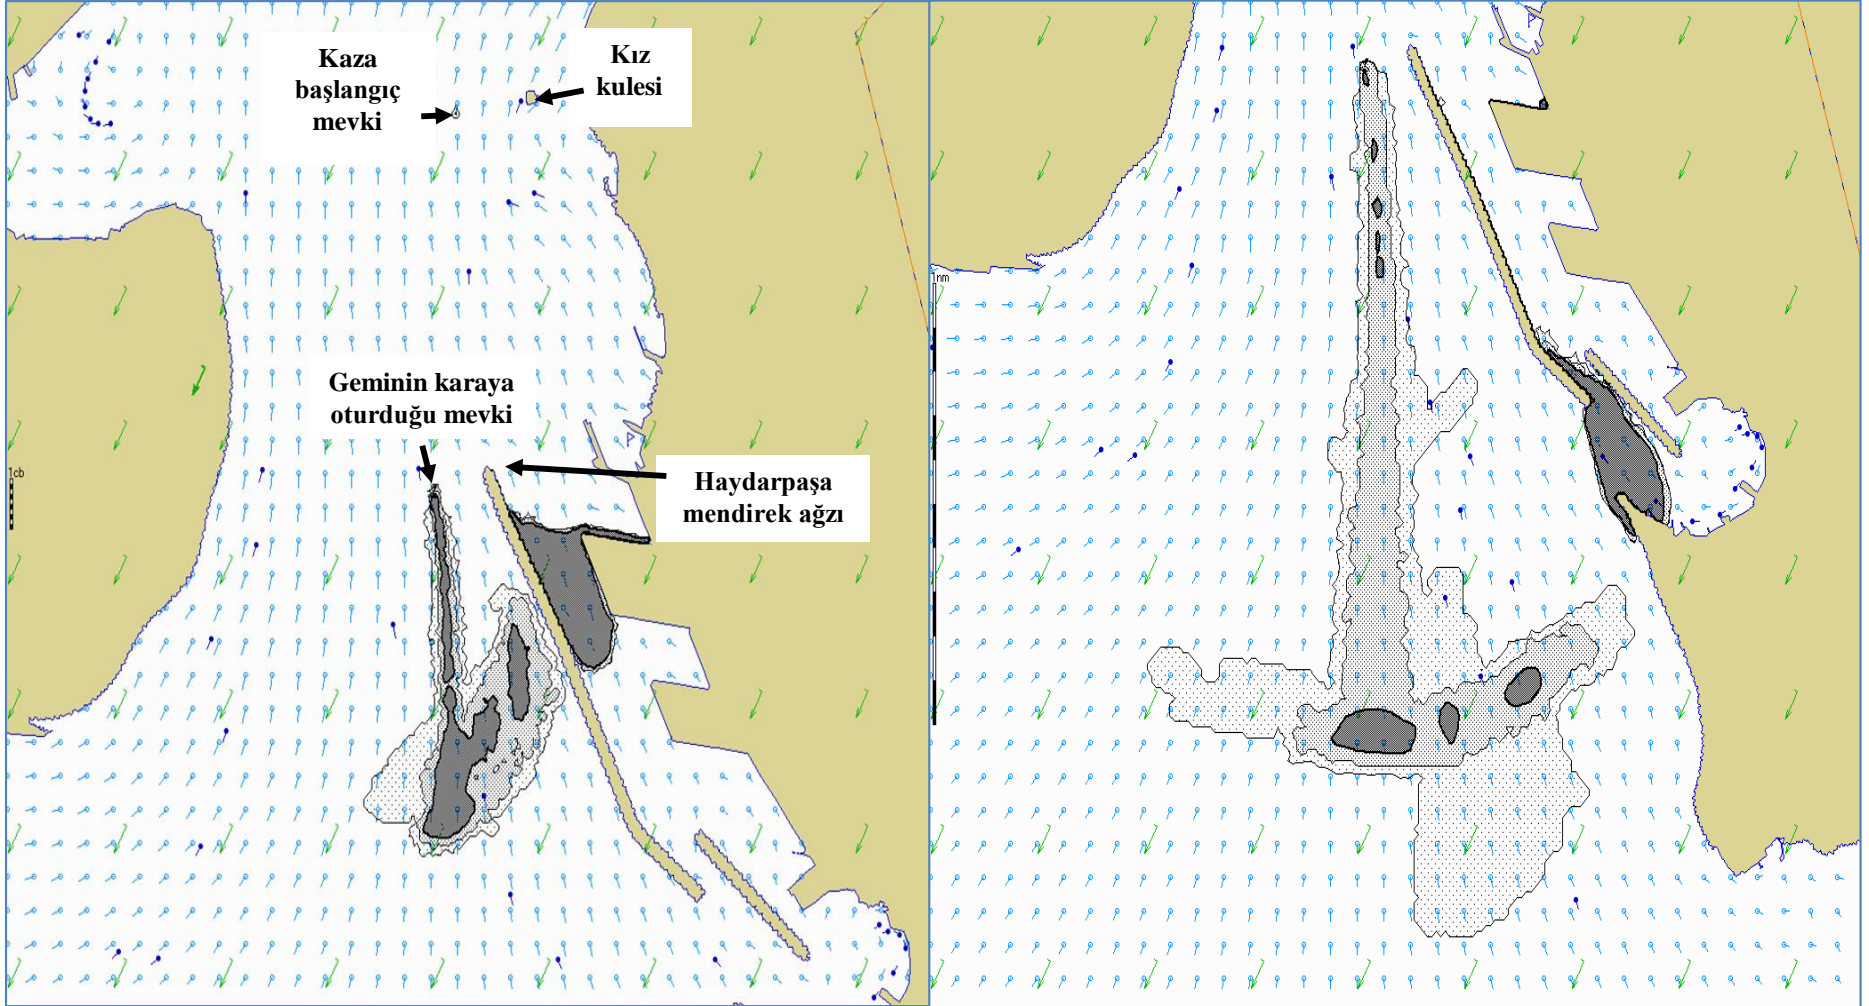 Kaza
başlangıç
mevki
Kız
kulesi
Geminin karaya
oturduğu mevki
Haydarpaşa
mendirek ağzı
1cb
1nm